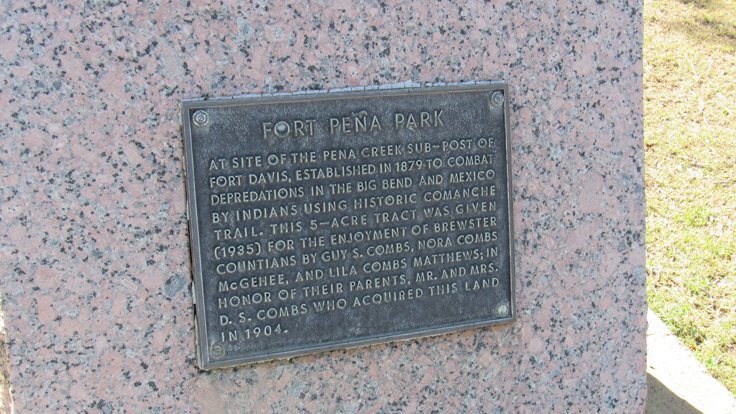 FORT PENA PARK
AT SITE OF THE PENA CREEK SUB-POST OF
FORT DAVIS, ESTABLISHED IN 1879 TO COMBAT
DEPREDATIONS IN THE BIG BEND AND MEXICO
BY INDIANS USING HISTORIC COMANCHE
TRAIL. THIS 5-ACRE TRACT WAS GIVEN
(1935) FOR THE ENJOYMENT OF BREWSTER
COUNTIANS BY GUY S. COMBS, NORA COMBS
McGEHEE, AND LILA COMBS MATTHEWS; IN
HONOR OF THEIR PARENTS, MR. AND MRS.
D. S. COMBS WHO ACQUIRED THIS LAND
IN 1904.